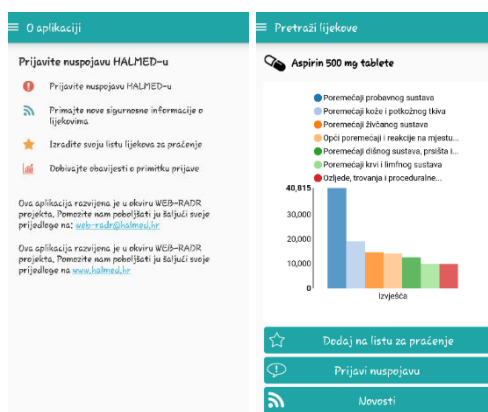 O aplikaciji
Prijavite nuspojavu HALMED-u
Prijavite nuspojavu HALMED-u
Primajte nove sigurnosne informacije o
lijekovima
Izradite svoju listu lijekova za praćenje
Dobivajte obavijesti o primitku prijave
Ova aplikacija razvijena je u okviru WEB-RADR
projekta. Pomozite nam poboljšati ju šaljući svoje
prijedloge na: web-radr@halmed.hr
Ova aplikacija razvijena je u okviru WEB-RADR
projekta. Pomozite nam poboljšati ju šaljući svoje
prijedloge na www.halmed.hr
Pretraži lijekove
Aspirin 500 mg tablete
Poremećaji probavnog sustava
Poremećaji kože i potkožnog tkiva
Poremećaji živčanog sustava
Opći poremećaji i reakcije na mjestu...
Poremećaji dišnog sustava, prsišta i...
Poremećaji krvi i limfnog sustava
Ozljede, trovanja i proceduralne...
40,815
30,000
20,000
10,000
0
Izvješća
Dodaj na listu za praćenje
Prijavi nuspojavu
Novosti